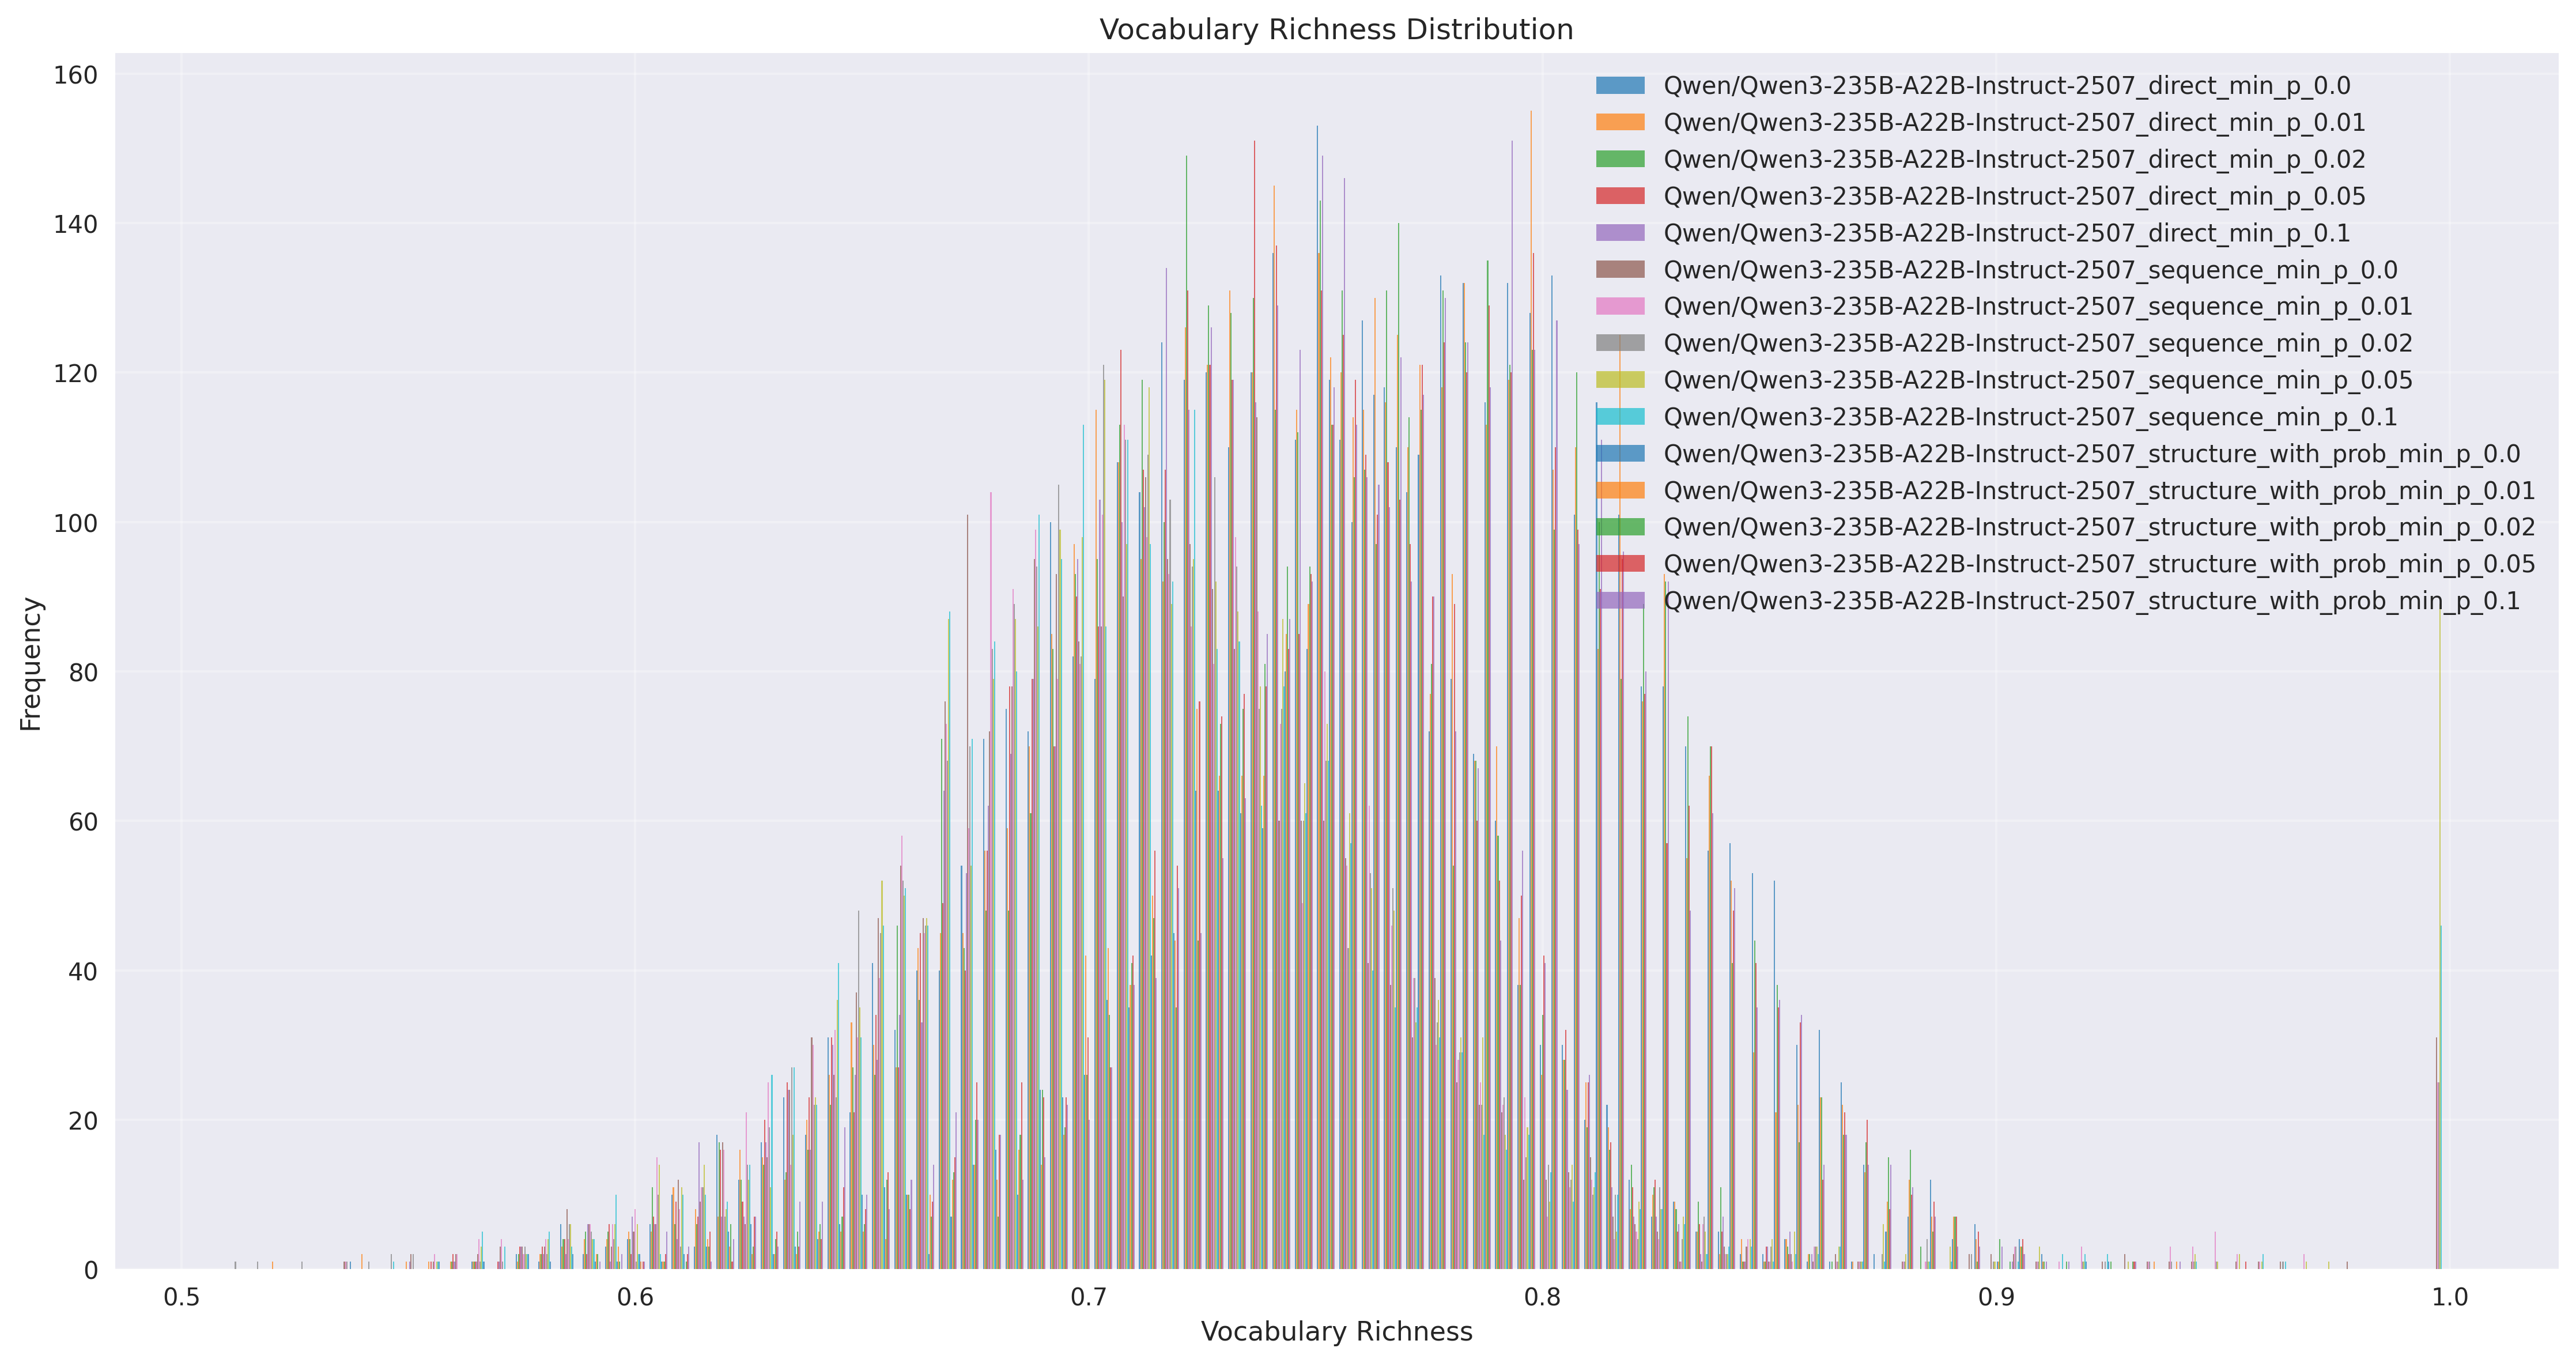 Vocabulary Richness Distribution
Qwen/Qwen3-235B-A22B-Instruct-2507_direct_min_p_0.0
Qwen/Qwen3-235B-A22B-Instruct-2507_direct_min_p_0.01
Qwen/Qwen3-235B-A22B-Instruct-2507_direct_min_p_0.02
Qwen/Qwen3-235B-A22B-Instruct-2507_direct_min_p_0.05
Qwen/Qwen3-235B-A22B-Instruct-2507_direct_min_p_0.1
Qwen/Qwen3-235B-A22B-Instruct-2507_sequence_min_p_0.0
Qwen/Qwen3-235B-A22B-Instruct-2507_sequence_min_p_0.01
Qwen/Qwen3-235B-A22B-Instruct-2507_sequence_min_p_0.02
Qwen/Qwen3-235B-A22B-Instruct-2507_sequence_min_p_0.05
Qwen/Qwen3-235B-A22B-Instruct-2507_sequence_min_p_0.1
Qwen/Qwen3-235B-A22B-Instruct-2507_structure_with_prob_min_p_0.0
Qwen/Qwen3-235B-A22B-Instruct-2507_structure_with_prob_min_p_0.01
Qwen/Qwen3-235B-A22B-Instruct-2507_structure_with_prob_min_p_0.02
Qwen/Qwen3-235B-A22B-Instruct-2507_structure_with_prob_min_p_0.05
Qwen/Qwen3-235B-A22B-Instruct-2507_structure_with_prob_min_p_0.1
Frequency
160
140
120
100
80
60
40
20
0
0.5 0.6 0.7 0.8 0.9 1.0
Vocabulary Richness